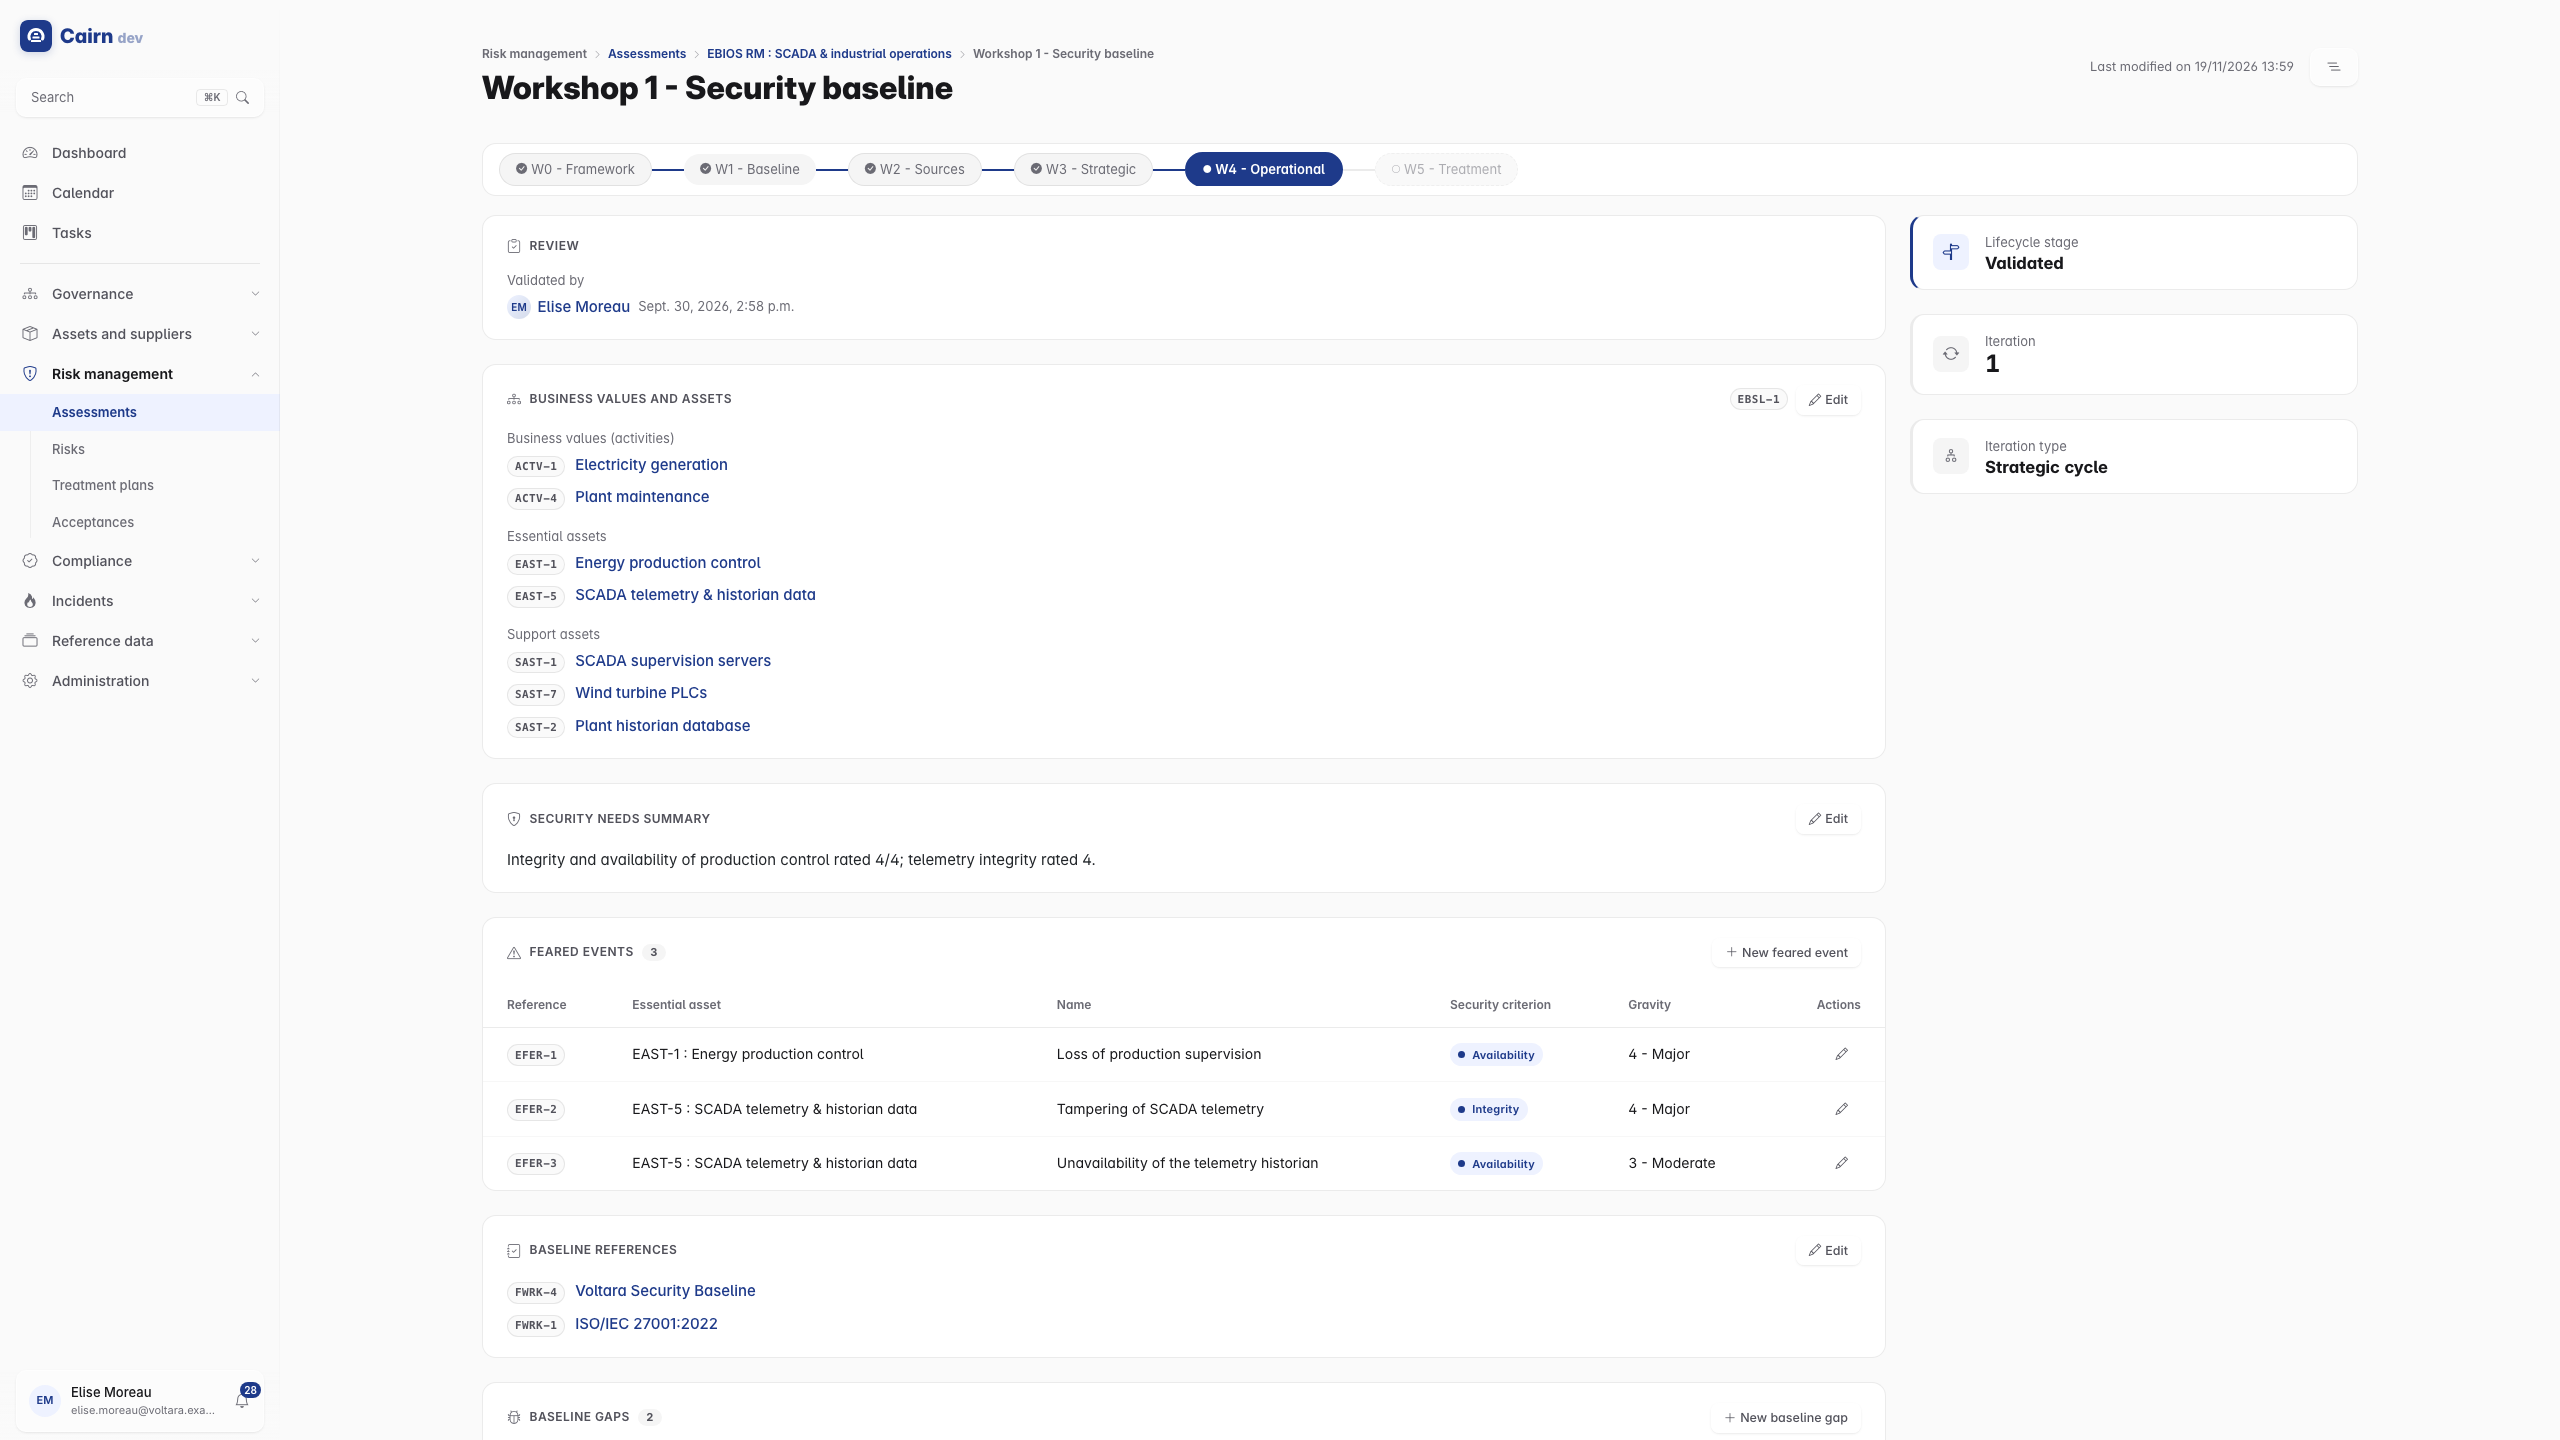 Cairn dev
Search ⌘K
Dashboard
Calendar
Tasks
Governance
Assets and suppliers
Risk management
Assessments
Risks
Treatment plans
Acceptances
Compliance
Incidents
Reference data
Administration
EM Elise Moreau
elise.moreau@voltara.exa...
28
Risk management › Assessments › EBIOS RM : SCADA & industrial operations › Workshop 1 - Security baseline
Workshop 1 - Security baseline
Last modified on 19/11/2026 13:59
W0 - Framework W1 - Baseline W2 - Sources W3 - Strategic W4 - Operational W5 - Treatment
REVIEW
Validated by
EM Elise Moreau Sept. 30, 2026, 2:58 p.m.
BUSINESS VALUES AND ASSETS EBSL-1 Edit
Business values (activities)
ACTV-1 Electricity generation
ACTV-4 Plant maintenance
Essential assets
EAST-1 Energy production control
EAST-5 SCADA telemetry & historian data
Support assets
SAST-1 SCADA supervision servers
SAST-7 Wind turbine PLCs
SAST-2 Plant historian database
SECURITY NEEDS SUMMARY Edit
Integrity and availability of production control rated 4/4; telemetry integrity rated 4.
FEARED EVENTS 3 + New feared event
Reference Essential asset Name Security criterion Gravity Actions
EFER-1 EAST-1 : Energy production control Loss of production supervision Availability 4 - Major
EFER-2 EAST-5 : SCADA telemetry & historian data Tampering of SCADA telemetry Integrity 4 - Major
EFER-3 EAST-5 : SCADA telemetry & historian data Unavailability of the telemetry historian Availability 3 - Moderate
BASELINE REFERENCES Edit
FWRK-4 Voltara Security Baseline
FWRK-1 ISO/IEC 27001:2022
BASELINE GAPS 2 + New baseline gap
Lifecycle stage
Validated
Iteration
1
Iteration type
Strategic cycle